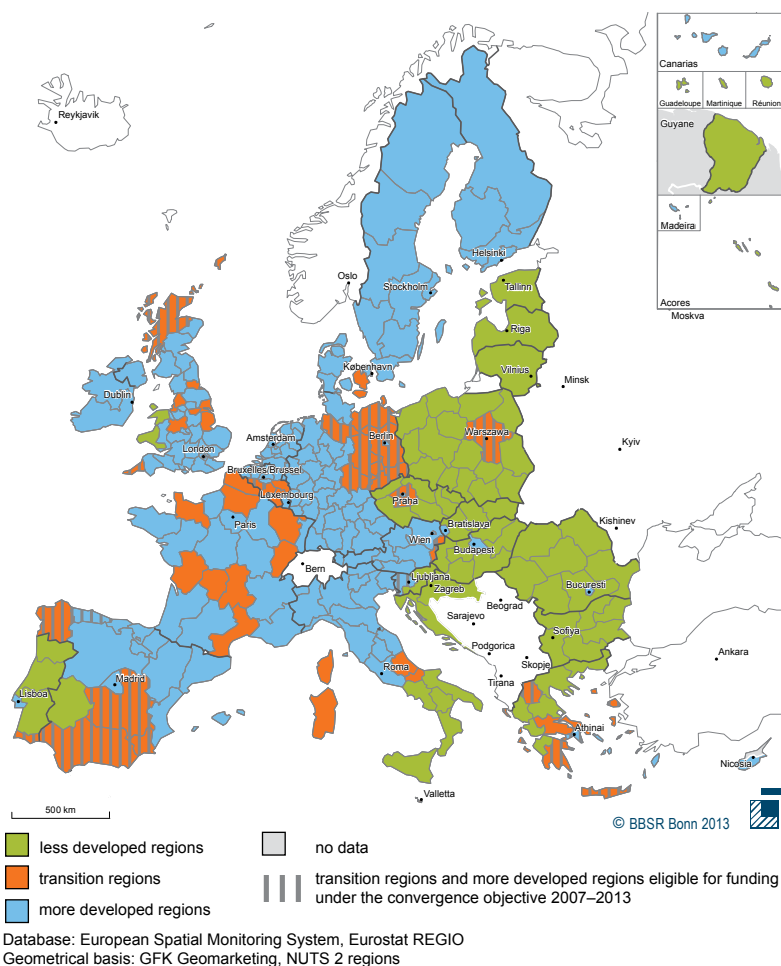 Reykjavik
Canarias
Guadeloupe
Martinique
Réunion
Guyane
Madeira
Acores
Moskva
Helsinki
Oslo
Tallinn
Stockholm
Riga
København
Vilnius
Minsk
Dublin
Warszawa
Kyiv
Amsterdam
Berlin
London
Bruxelles/Brussel
Luxembourg
Praha
Paris
Kishinev
Bratislava
Wien
Budapest
Bern
Ljubljana
Zagreb
Bucuresti
Beograd
Sarajevo
Sofiya
Podgorica
Skopje
Ankara
Roma
Tirana
Madrid
Lisboa
Athinai
Nicosia
Valletta
500 km
© BBSR Bonn 2013
less developed regions
transition regions
more developed regions
no data
transition regions and more developed regions eligible for funding
under the convergence objective 2007–2013
Database: European Spatial Monitoring System, Eurostat REGIO
Geometrical basis: GFK Geomarketing, NUTS 2 regions